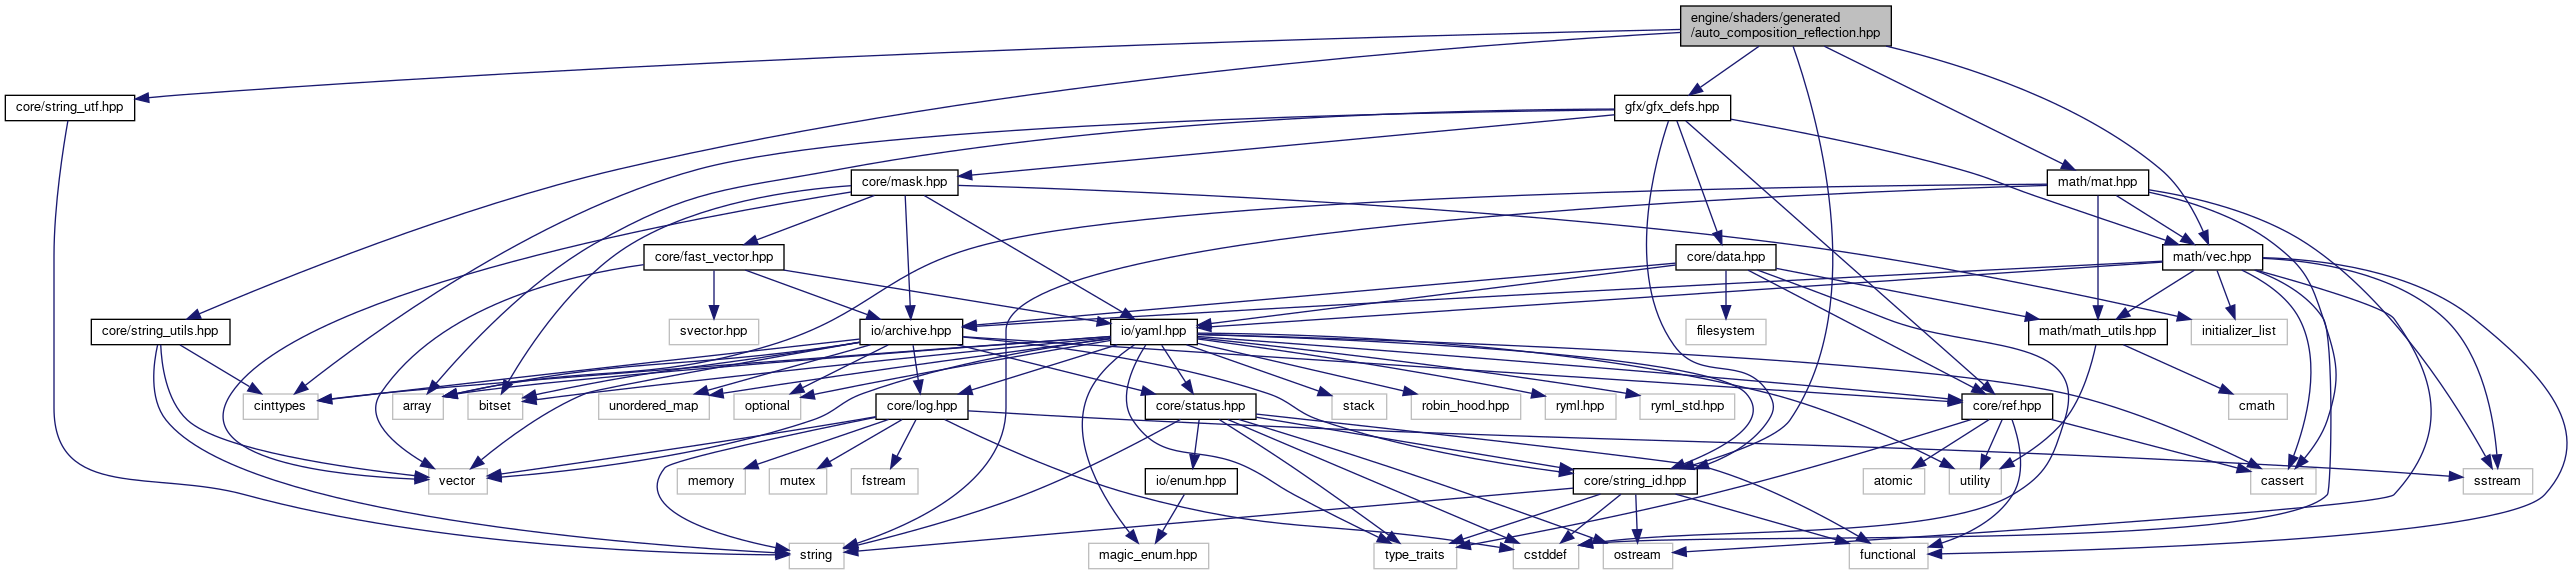 engine/shaders/generated
/auto_composition_reflection.hpp
core/string_utf.hpp
gfx/gfx_defs.hpp
core/mask.hpp
math/mat.hpp
core/fast_vector.hpp
core/data.hpp
math/vec.hpp
core/string_utils.hpp
svector.hpp
io/archive.hpp
io/yaml.hpp
filesystem
math/math_utils.hpp
initializer_list
cinttypes
array
bitset
unordered_map
optional
core/log.hpp
core/status.hpp
stack
robin_hood.hpp
ryml.hpp
ryml_std.hpp
core/ref.hpp
cmath
vector
memory
mutex
fstream
io/enum.hpp
core/string_id.hpp
atomic
utility
cassert
sstream
string
magic_enum.hpp
type_traits
cstddef
ostream
functional